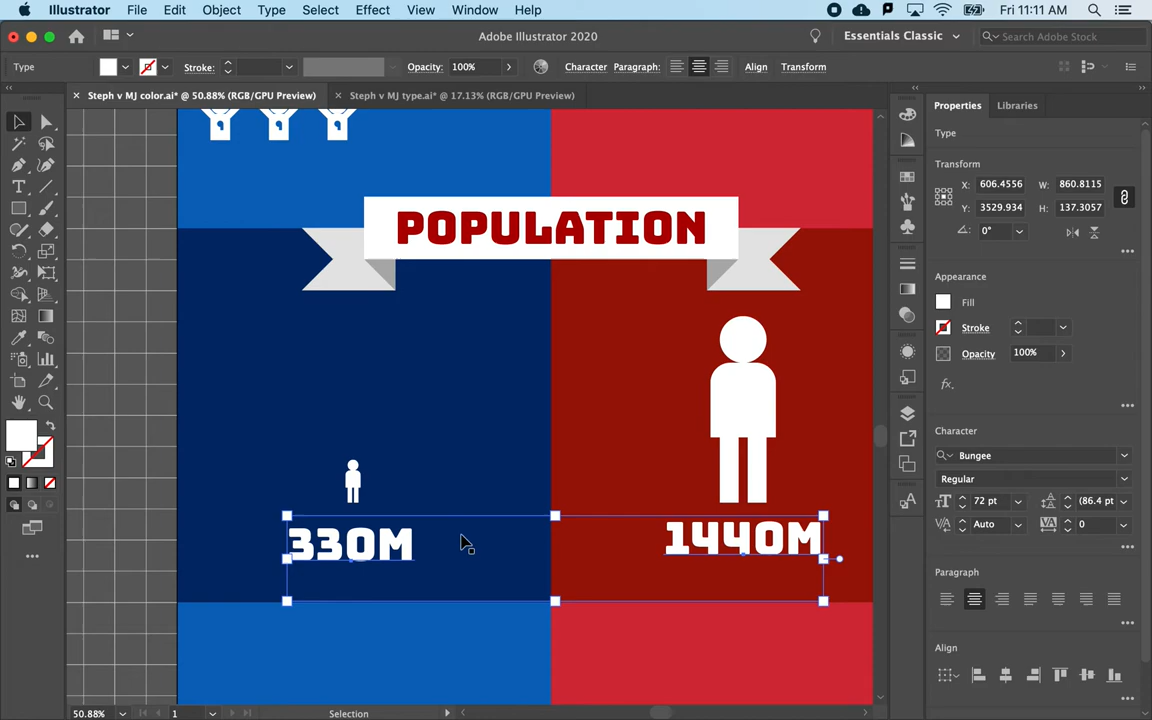 Illustrator File Edit Object Type Select Effect View Window Help Fri 11:11 AM
Adobe Illustrator 2020 Essentials Classic Search Adobe Stock
Type Stroke: Opacity: 100% Character Paragraph: Align Transform
× Steph v MJ color.ai* @ 50.88% (RGB/GPU Preview) × Steph v MJ type.ai* @ 17.13% (RGB/GPU Preview)
Properties Libraries
Type
Transform
X: 606.4556 W: 860.8115
Y: 3529.934 H: 137.3057
0°
Appearance
Fill
Stroke
Opacity 100%
fx.
Character
Bungee
Regular
72 pt (86.4 pt
Auto 0
Paragraph
Align
POPULATION
330M
1440M
50.88% 1 Selection